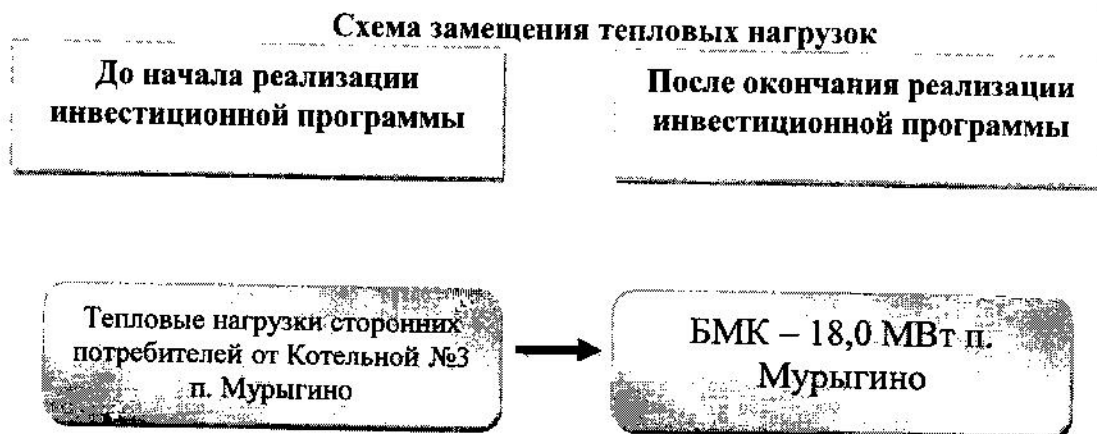 Схема замещения тепловых нагрузок
До начала реализации
инвестиционной программы
После окончания реализации
инвестиционной программы
Тепловые нагрузки сторонних
потребителей от Котельной №3
п. Мурыгино
БМК – 18,0 МВт п.
Мурыгино